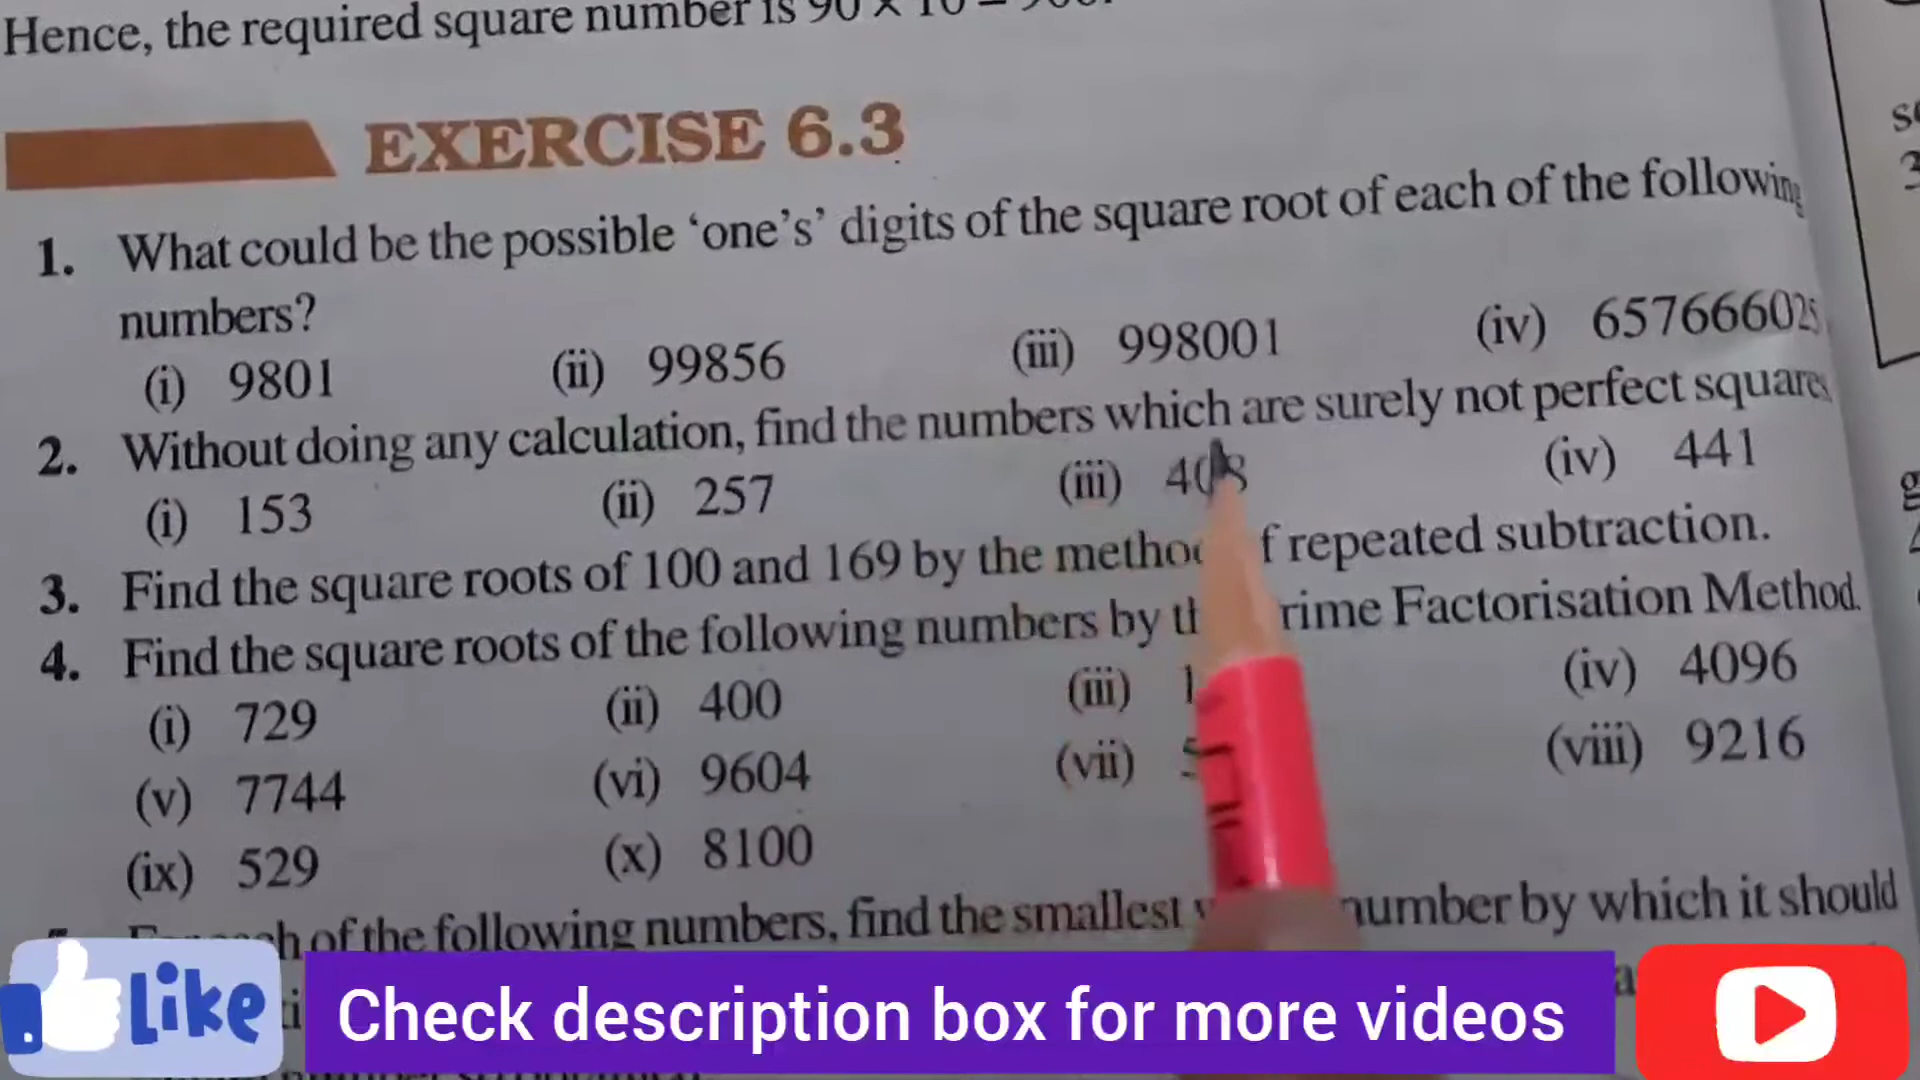 Hence, the required square number is 90 × 10 = 900.
EXERCISE 6.3
1. What could be the possible ‘one’s’ digits of the square root of each of the following
numbers?
(i) 9801 (ii) 99856 (iii) 998001 (iv) 657666025
2. Without doing any calculation, find the numbers which are surely not perfect squares
(i) 153 (ii) 257 (iii) 408 (iv) 441
3. Find the square roots of 100 and 169 by the method of repeated subtraction.
4. Find the square roots of the following numbers by Prime Factorisation Method.
(i) 729 (ii) 400 (iii) (iv) 4096
(v) 7744 (vi) 9604 (vii) (viii) 9216
(ix) 529 (x) 8100
of the following numbers, find the smallest number by which it should
Like
Check description box for more videos